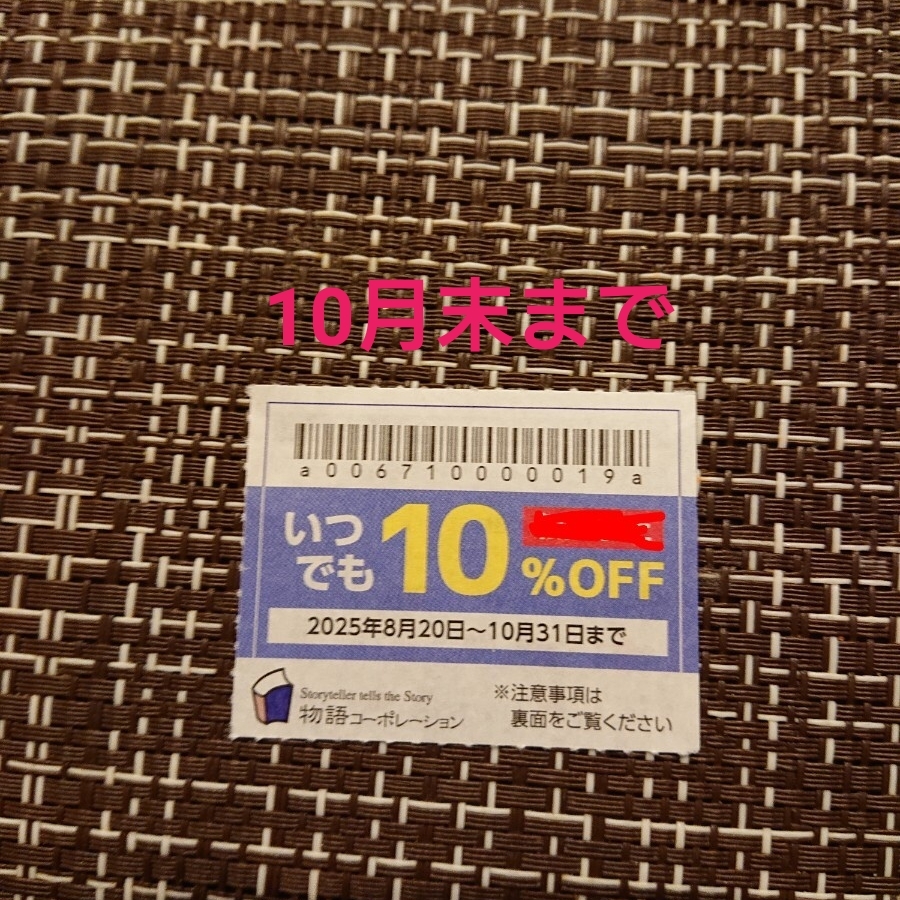 10月末まで
a006710000019a
いつ
でも10%OFF
2025年8月20日～10月31日まで
Storyteller tells the Story
物語コーポレーション
※注意事項は
裏面をご覧ください